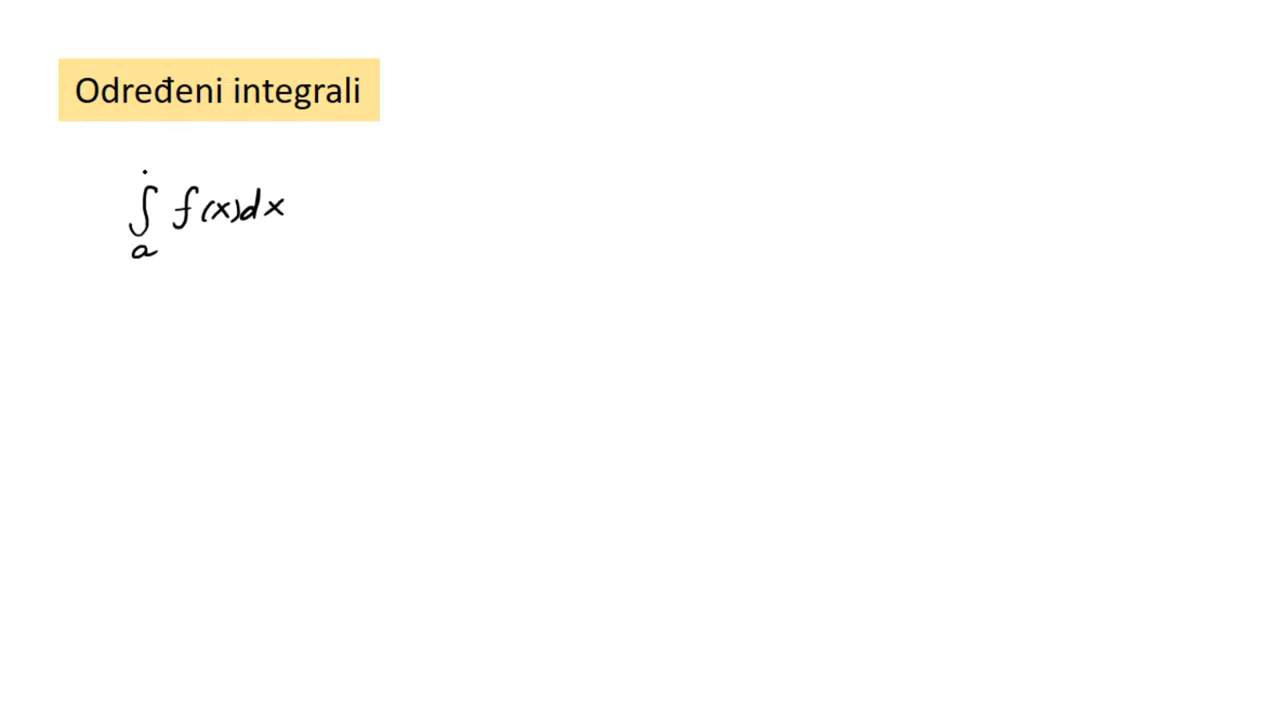 Određeni integrali
∫ₐ f(x)dx